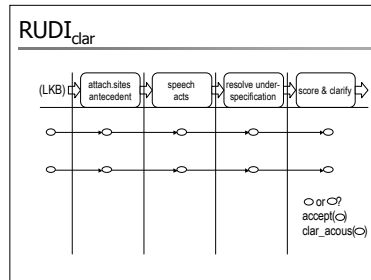 RUDIclar
(LKB)
attach.sites
antecedent
speech
acts
resolve under-
specification
score & clarify
or ?
accept( )
clar_acous( )